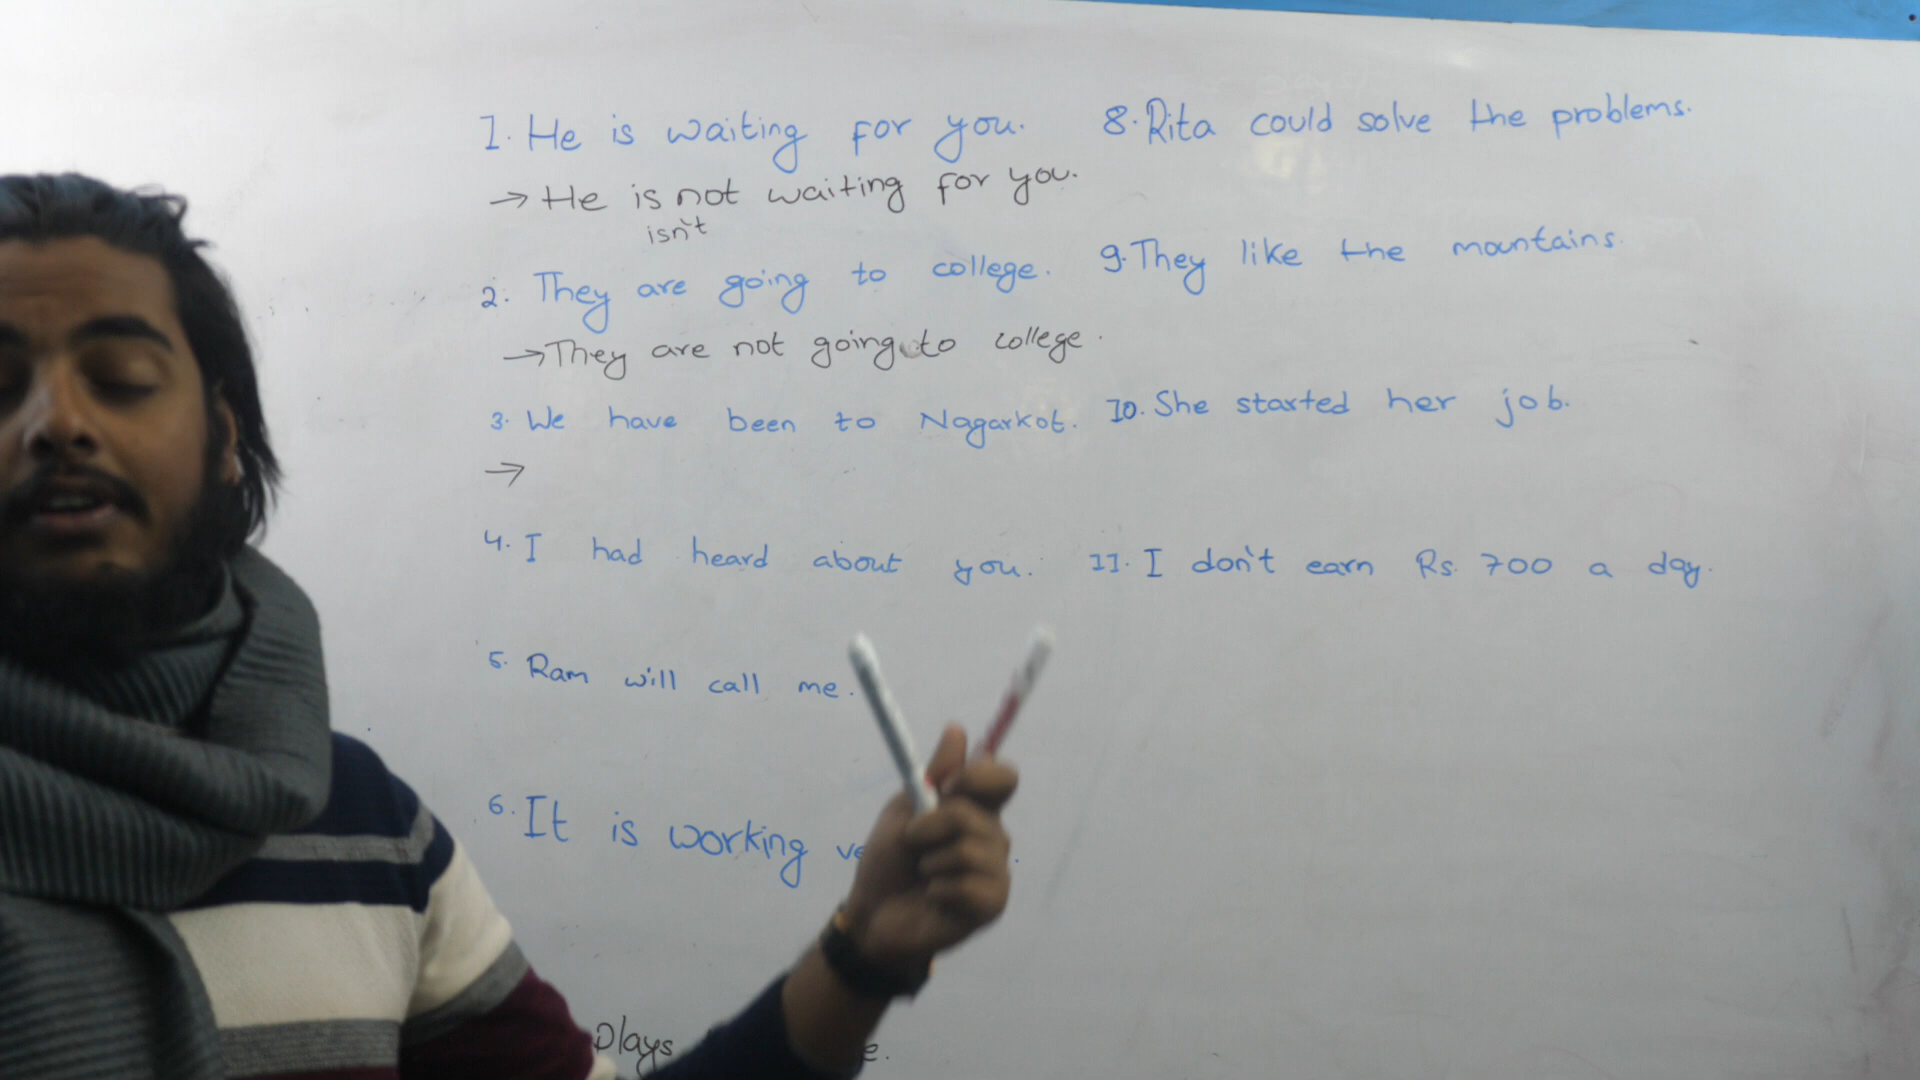 1. He is waiting for you.
→ He is not waiting for you.
isn't
2. They are going to college.
→ They are not going to college.
3. We have been to Nagarkot.
→
4. I had heard about you.
5. Ram will call me.
6. It is working
Plays
8. Rita could solve the problems.
9. They like the mountains.
10. She started her job.
11. I don't earn Rs. 700 a day.